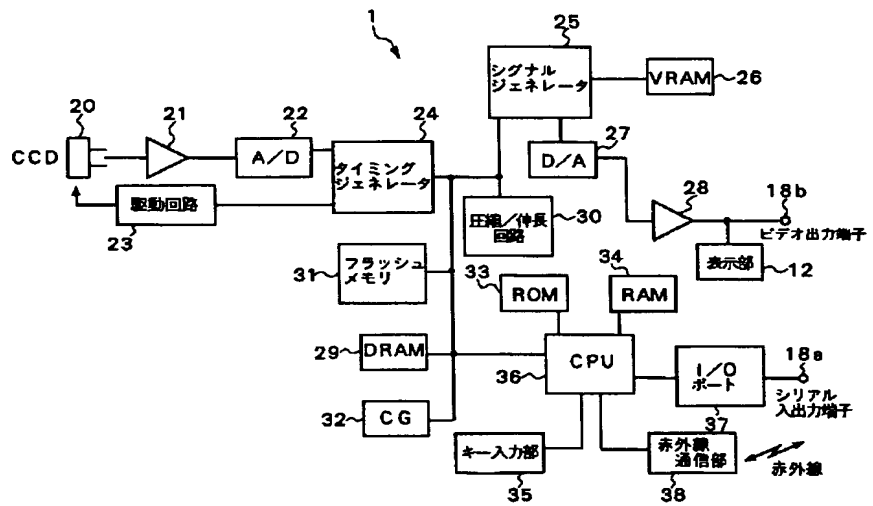 1
25
シグナル
ジェネレータ
VRAM
26
20
21
22
24
27
CCD
A/D
タイミング
ジェネレータ
D/A
28
18b
駆動回路
23
圧縮/伸長
回路
30
ビデオ出力端子
表示部
12
31
フラッシュ
メモリ
33
ROM
34
RAM
29
DRAM
36
CPU
I/O
ポート
37
18a
シリアル
入出力端子
32
CG
キー入力部
35
赤外線
通信部
38
赤外線